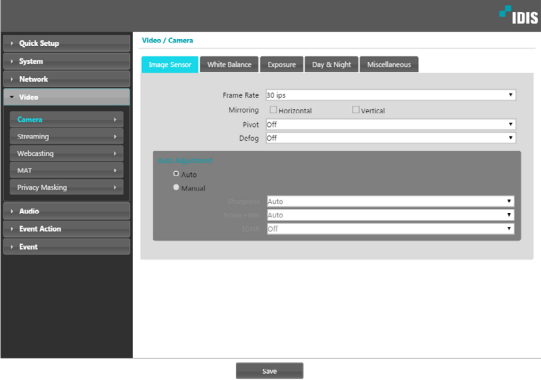 IDIS
Quick Setup
System
Network
Video
Camera
Streaming
Webcasting
MAT
Privacy Masking
Audio
Event Action
Event
Video / Camera
Image Sensor White Balance Exposure Day & Night Miscellaneous
Frame Rate 30 ips
Mirroring Horizontal Vertical
Pivot Off
Defog Off
Auto
Manual
Auto
Auto
Off
Save